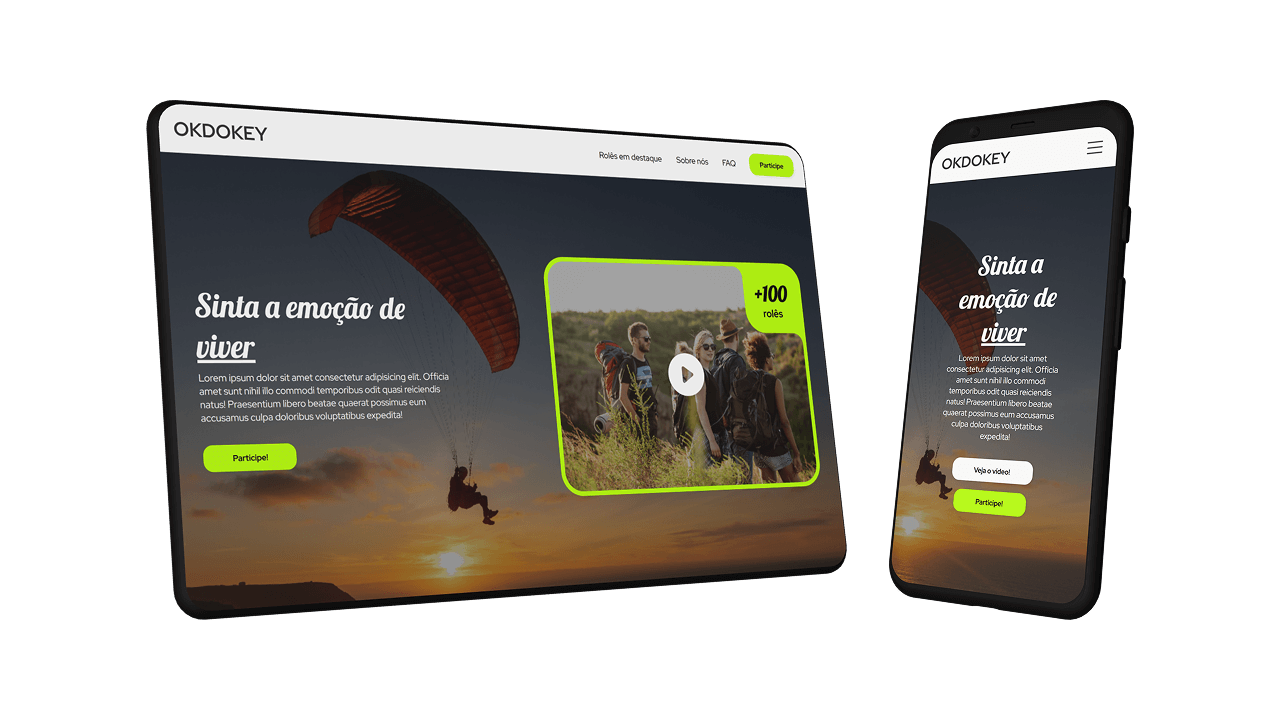 OKDOKEY
Rolês em destaque
Sobre nós
FAQ
Participe
Sinta a emoção de
viver
Lorem ipsum dolor sit amet consectetur adipisicing elit. Officia
amet sunt nihil illo commodi temporibus odit quasi reiciendis
natus! Praesentium libero beatae quaerat possimus eum
accusamus culpa doloribus voluptatibus expedita!
Participe!
+100
rolês
OKDOKEY
Sinta a
emoção de
viver
Lorem ipsum dolor sit amet
consectetur adipisicing elit. Officia
amet sunt nihil illo commodi
temporibus odit quasi reiciendis
natus! Praesentium libero beatae
quaerat possimus eum accusamus
culpa doloribus voluptatibus
expedita!
Veja o vídeo!
Participe!